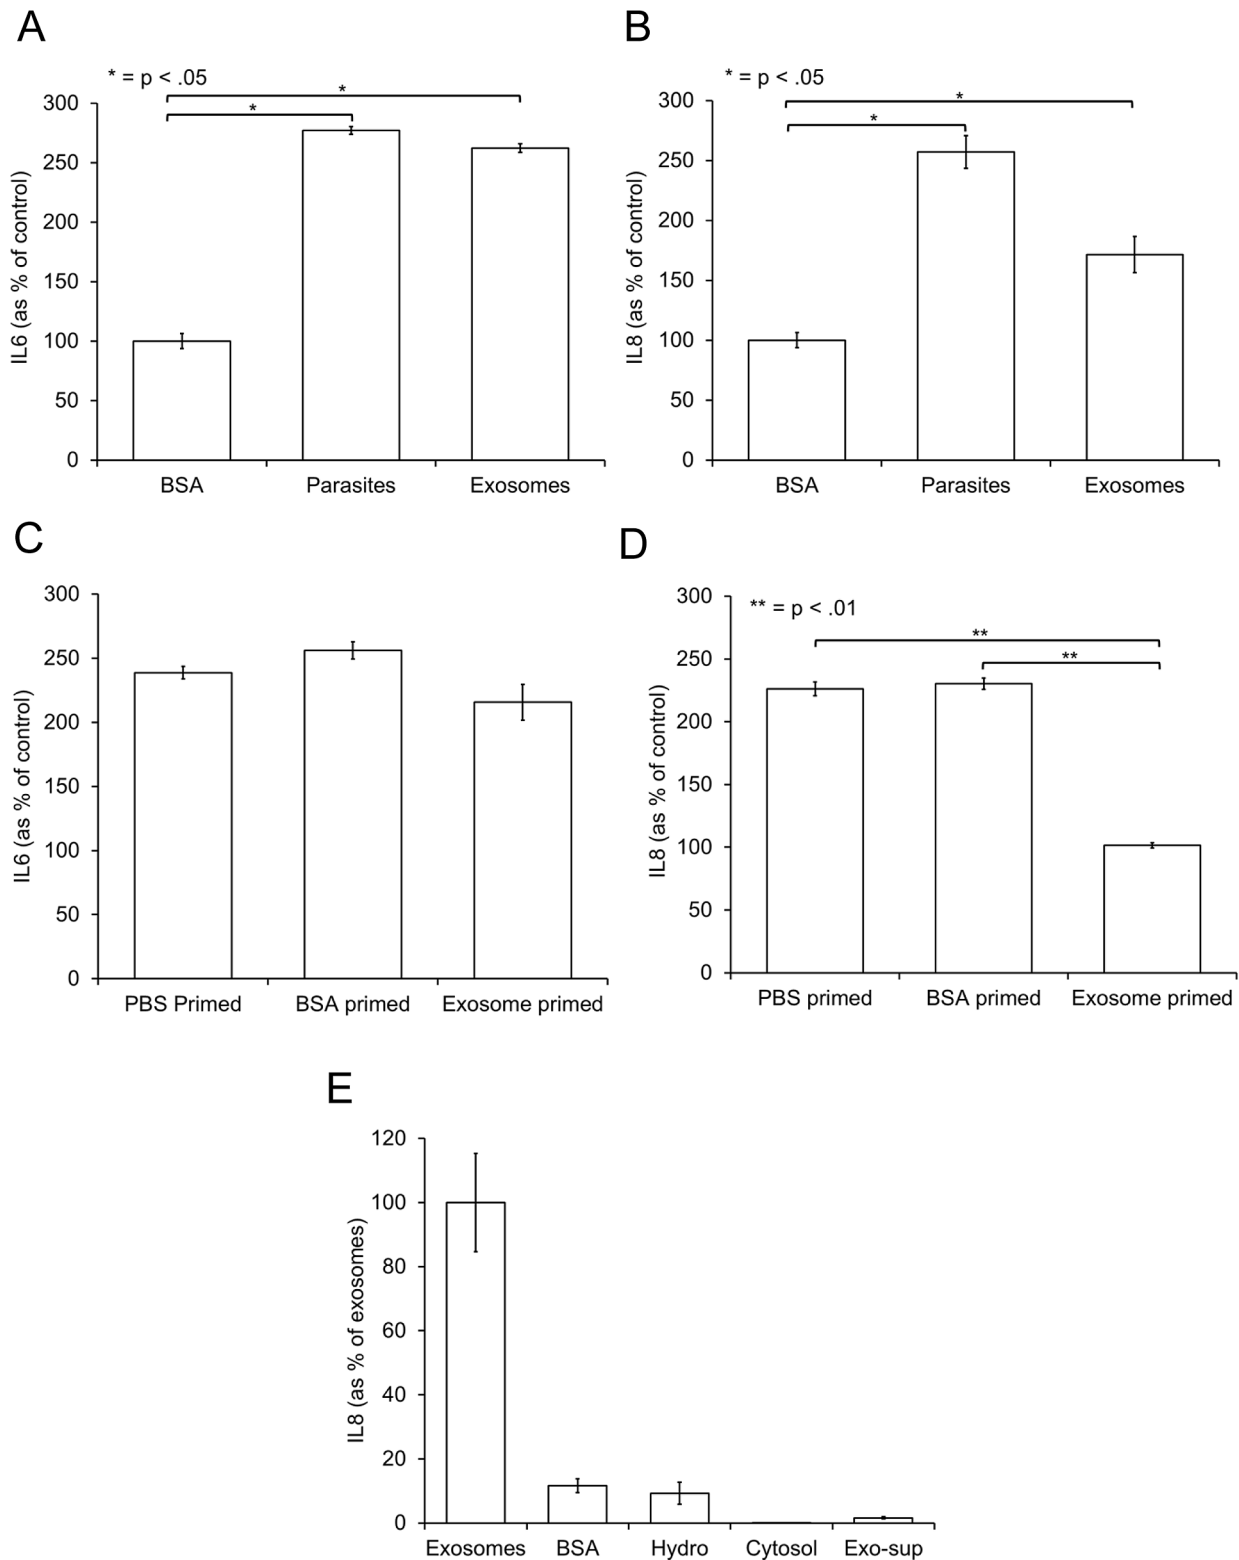 A
* = p < .05
*
*
300
250
200
150
100
50
0
IL6 (as % of control)
BSA Parasites Exosomes
B
* = p < .05
*
*
300
250
200
150
100
50
0
IL8 (as % of control)
BSA Parasites Exosomes
C
300
250
200
150
100
50
0
IL6 (as % of control)
PBS Primed BSA primed Exosome primed
D
** = p < .01
**
**
300
250
200
150
100
50
0
IL8 (as % of control)
PBS primed BSA primed Exosome primed
E
120
100
80
60
40
20
0
IL8 (as % of exosomes)
Exosomes BSA Hydro Cytosol Exo-sup